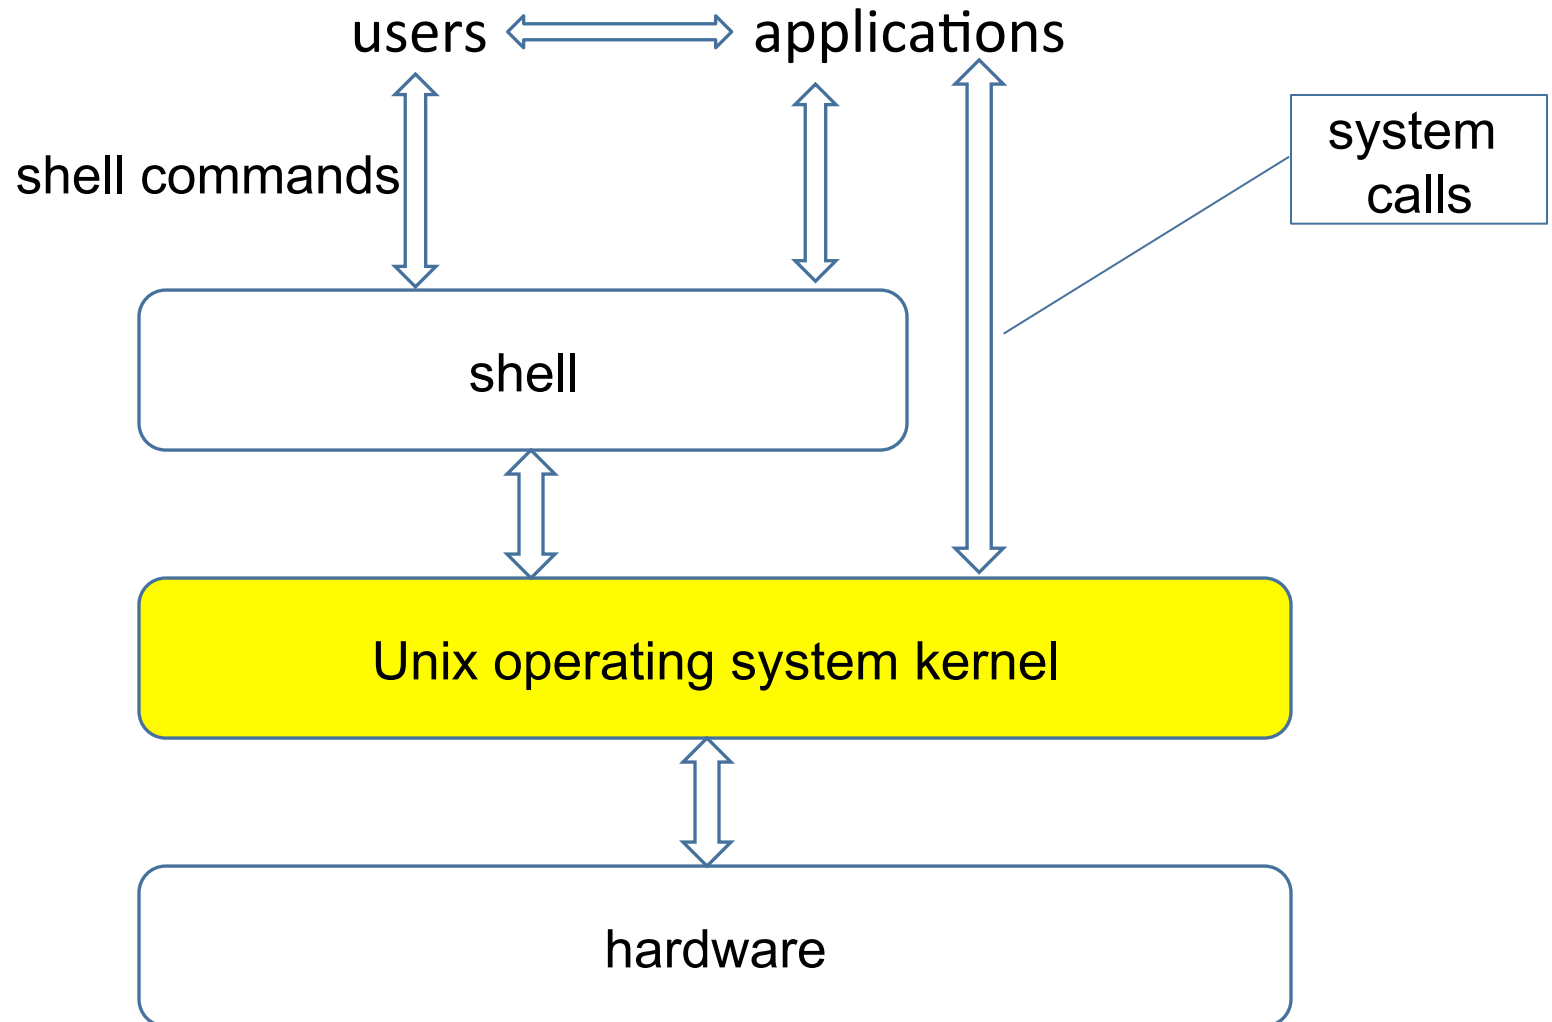 users
applications
shell commands
system
calls
shell
Unix operating system kernel
hardware